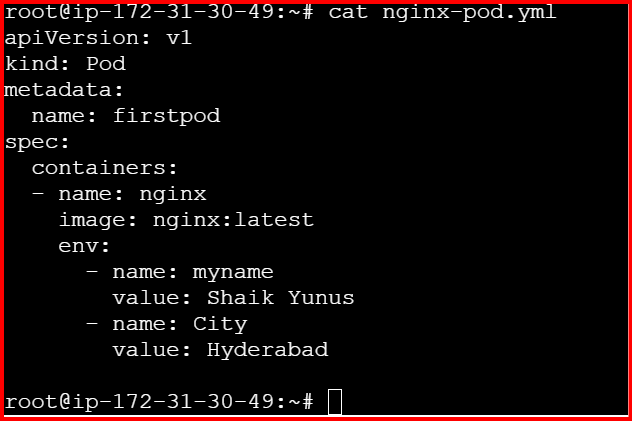 root@ip-172-31-30-49:~# cat nginx-pod.yml
apiVersion: v1
kind: Pod
metadata:
  name: firstpod
spec:
  containers:
  - name: nginx
    image: nginx:latest
    env:
      - name: myname
        value: Shaik Yunus
      - name: City
        value: Hyderabad
root@ip-172-31-30-49:~#